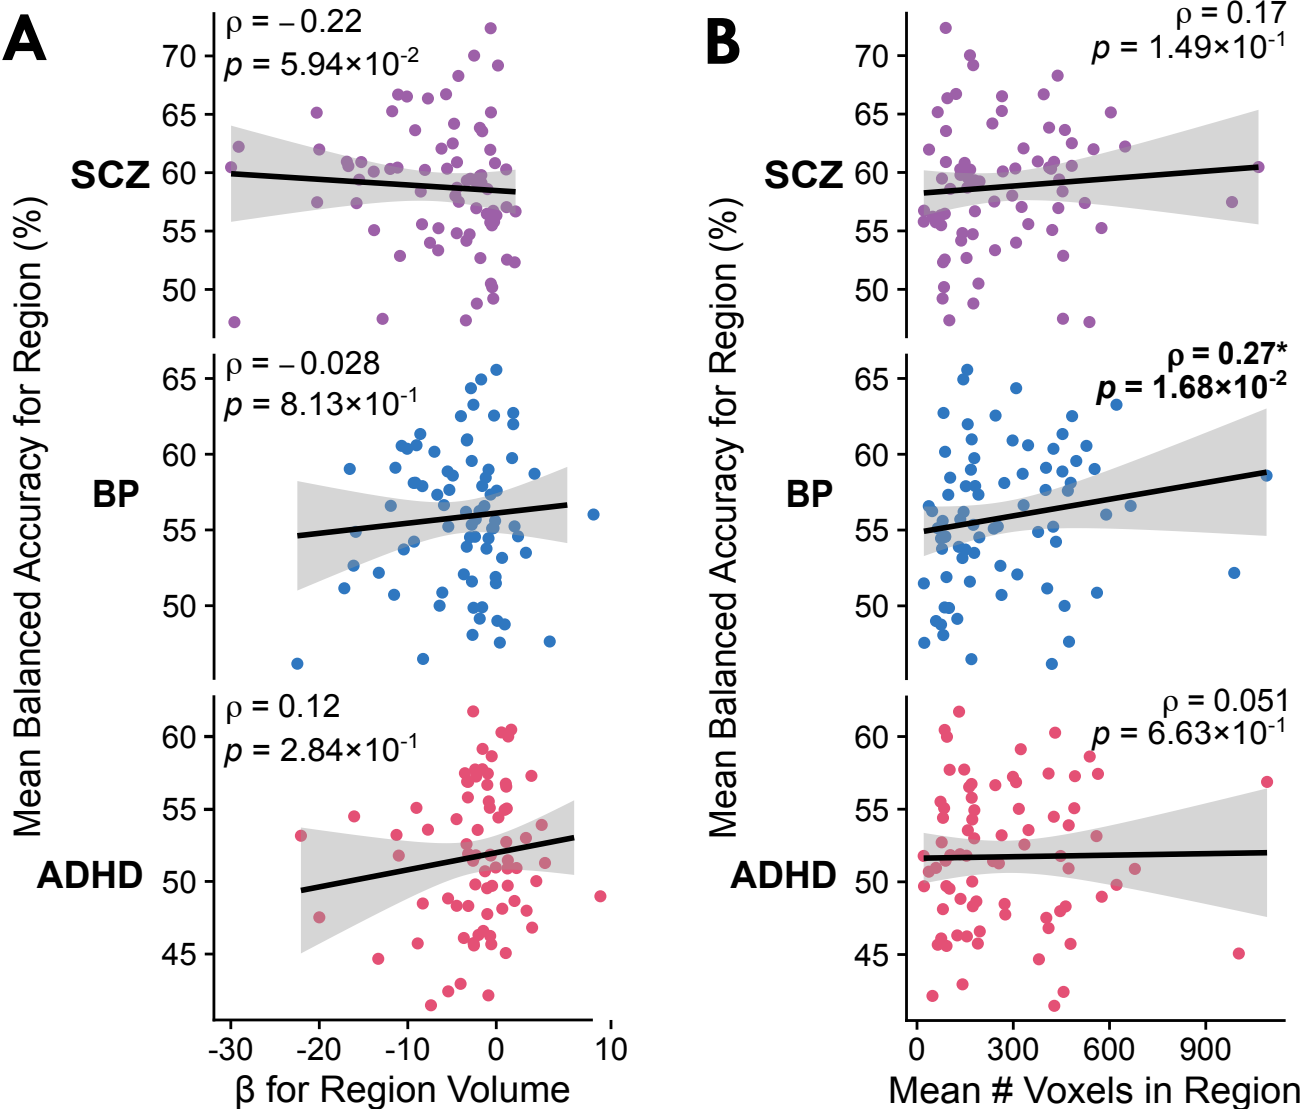 A
Mean Balanced Accuracy for Region (%)
SCZ
70
65
60
55
50
ρ = −0.22
p = 5.94×10⁻²
BP
65
60
55
50
ρ = −0.028
p = 8.13×10⁻¹
ADHD
60
55
50
45
ρ = 0.12
p = 2.84×10⁻¹
-30 -20 -10 0 10
β for Region Volume
B
Mean Balanced Accuracy for Region (%)
SCZ
70
65
60
55
50
ρ = 0.17
p = 1.49×10⁻¹
BP
65
60
55
50
ρ = 0.27*
p = 1.68×10⁻²
ADHD
60
55
50
45
ρ = 0.051
p = 6.63×10⁻¹
0 300 600 900
Mean # Voxels in Region